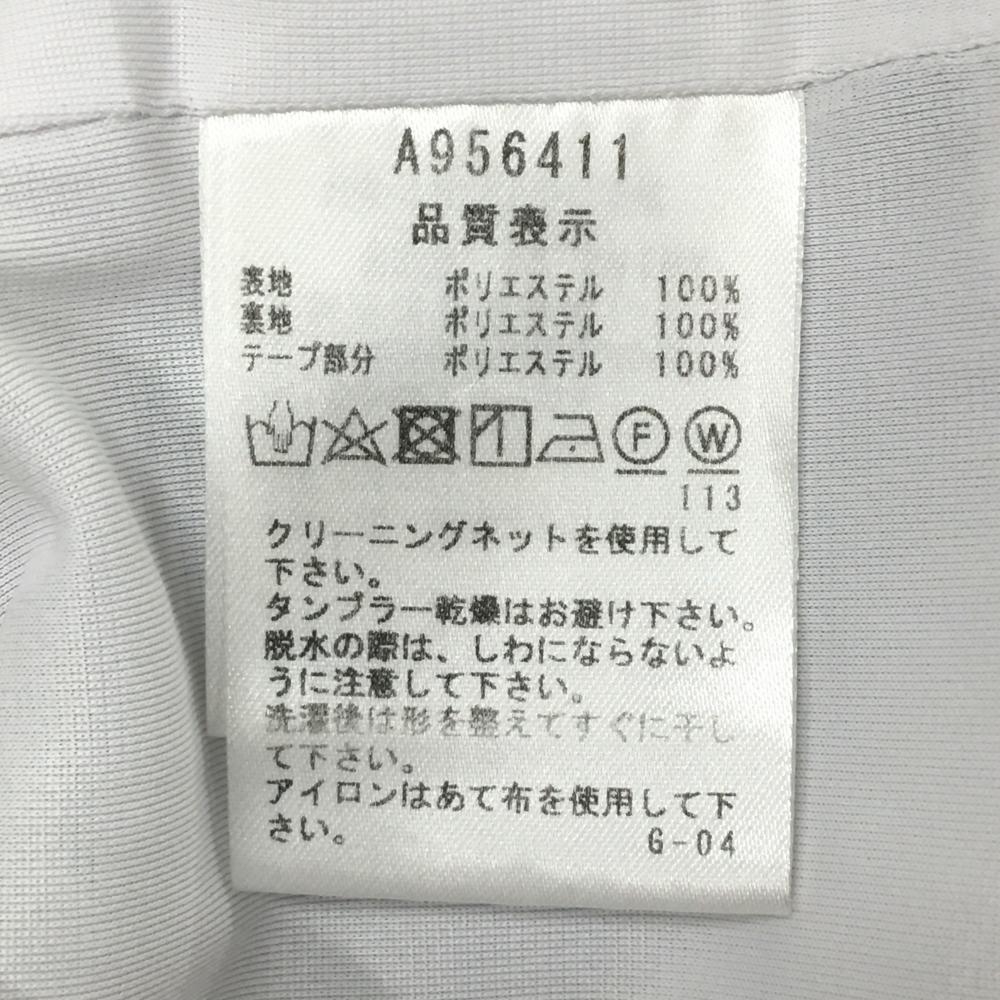 A956411
品質表示
表地 ポリエステル 100%
裏地 ポリエステル 100%
テープ部分 ポリエステル 100%
F W
113
クリーニングネットを使用して
下さい。
タンブラー乾燥はお避け下さい。
脱水の際は、しわにならないよ
うに注意して下さい。
洗濯後は形を整えてすぐに干し
て下さい。
アイロンはあて布を使用して下
さい。 G-04